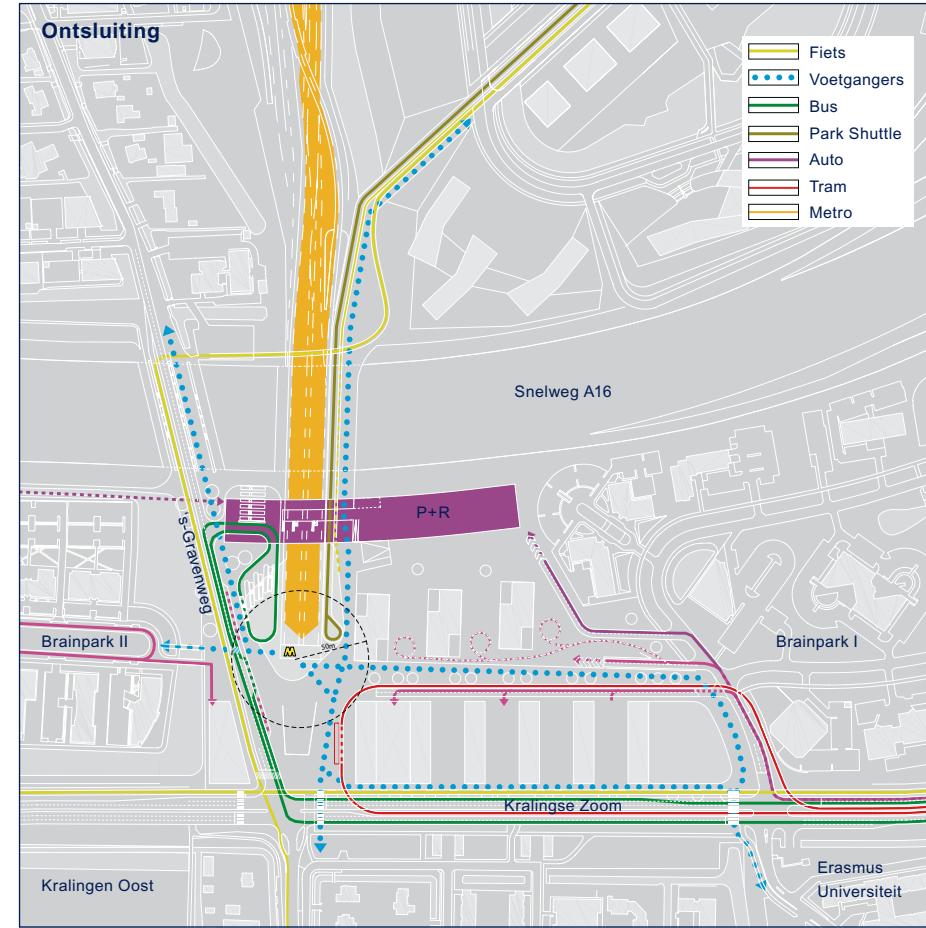 Ontsluiting
Fiets
Voetgangers
Bus
Park Shuttle
Auto
Tram
Metro
Snelweg A16
P+R
's-Gravenweg
Brainpark II
M
50m
Brainpark I
Kralingse Zoom
Kralingen Oost
Erasmus
Universiteit